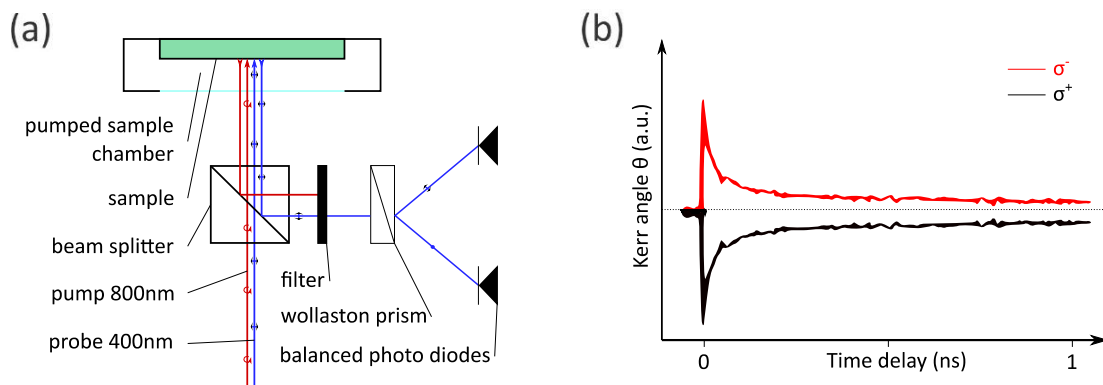 (a)
pumped sample
chamber
sample
beam splitter
pump 800nm
probe 400nm
filter
wollaston prism
balanced photo diodes
(b)
Kerr angle θ (a.u.)
σ-
σ+
0
Time delay (ns)
1